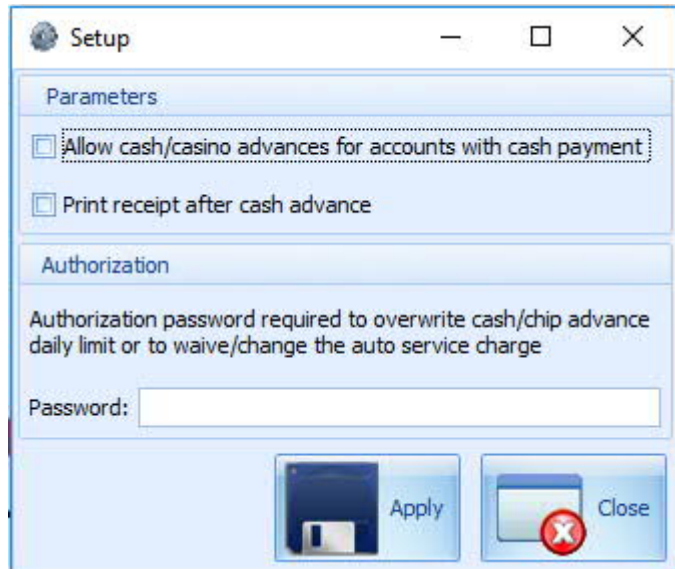 Setup
Parameters
Allow cash/casino advances for accounts with cash payment
Print receipt after cash advance
Authorization
Authorization password required to overwrite cash/chip advance
daily limit or to waive/change the auto service charge
Password:
Apply
Close